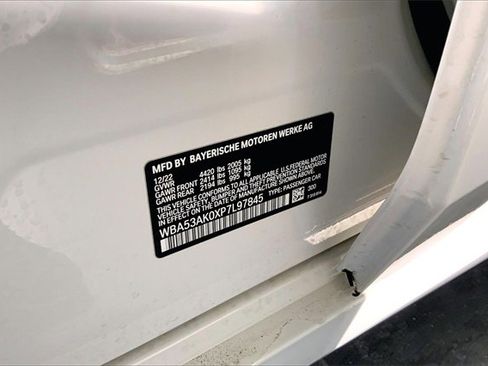 MFD BY BAYERISCHE MOTOREN WERKE AG
12/22
GVWR 4420 lbs 2005 kg
GAWR FRONT 2414 lbs 1095 kg
GAWR REAR 2194 lbs 995 kg
THIS VEHICLE CONFORMS TO ALL APPLICABLE U.S. FEDERAL MOTOR
VEHICLE SAFETY AND THEFT PREVENTION STANDARDS
IN EFFECT ON THE DATE OF MANUFACTURE SHOWN ABOVE.
WBA53AK0XP7L97845 TYPE: PASSENGER CAR
300